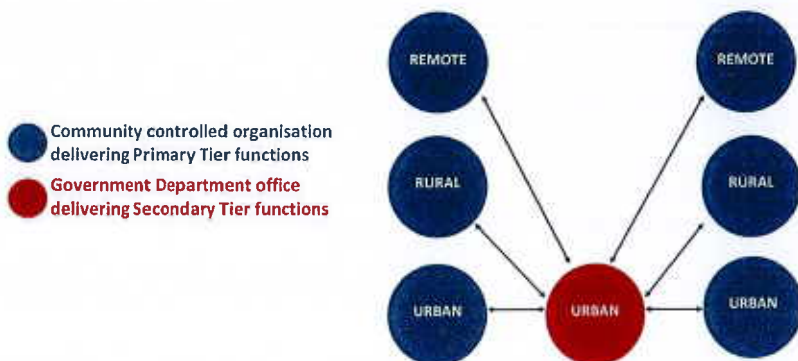 REMOTE
REMOTE
Community controlled organisation
delivering Primary Tier functions
Government Department office
delivering Secondary Tier functions
RURAL
RURAL
URBAN
URBAN
URBAN